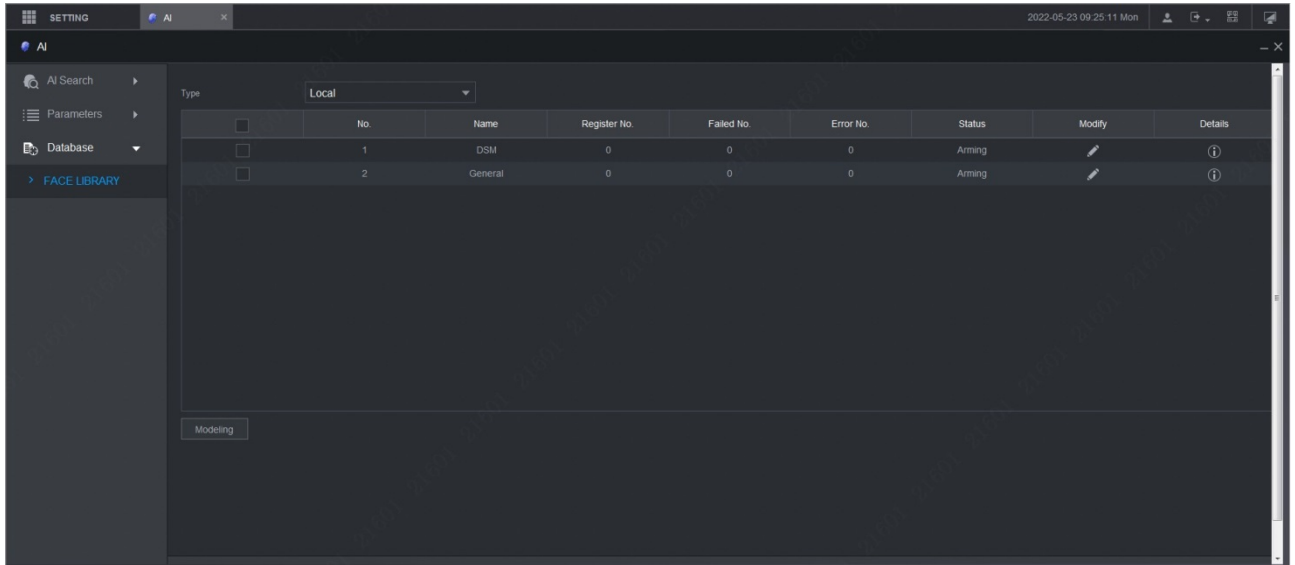 SETTING AI × 2022-05-23 09:25:11 Mon
AI
AI Search
Type Local
Parameters
No. Name Register No. Failed No. Error No. Status Modify Details
Database
1 DSM 0 0 0 Arming
FACE LIBRARY
2 General 0 0 0 Arming
Modeling